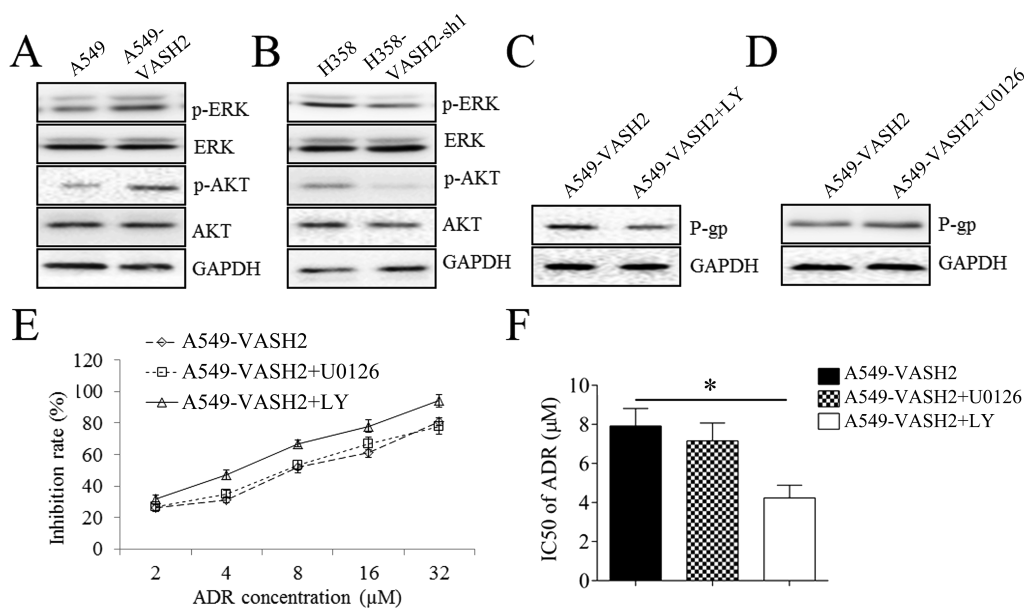 A
A549
A549-
VASH2
p-ERK
ERK
p-AKT
AKT
GAPDH
B
H358
H358-
VASH2-sh1
p-ERK
ERK
p-AKT
AKT
GAPDH
C
A549-VASH2
A549-VASH2+LY
P-gp
GAPDH
D
A549-VASH2
A549-VASH2+U0126
P-gp
GAPDH
E
A549-VASH2
A549-VASH2+U0126
A549-VASH2+LY
Inhibition rate (%)
120
100
80
60
40
20
0
2 4 8 16 32
ADR concentration (μM)
F
A549-VASH2
A549-VASH2+U0126
A549-VASH2+LY
IC50 of ADR (μM)
10
8
6
4
2
0
*